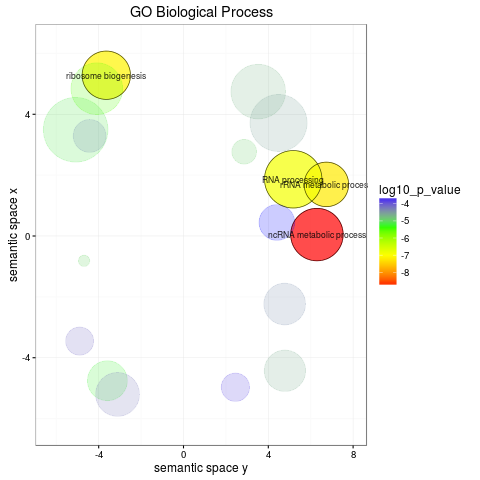 GO Biological Process
ribosome biogenesis
RNA processing
rRNA metabolic proces
ncRNA metabolic process
log10_p_value
-4
-5
-6
-7
-8
4
0
-4
semantic space x
-4
0
4
8
semantic space y